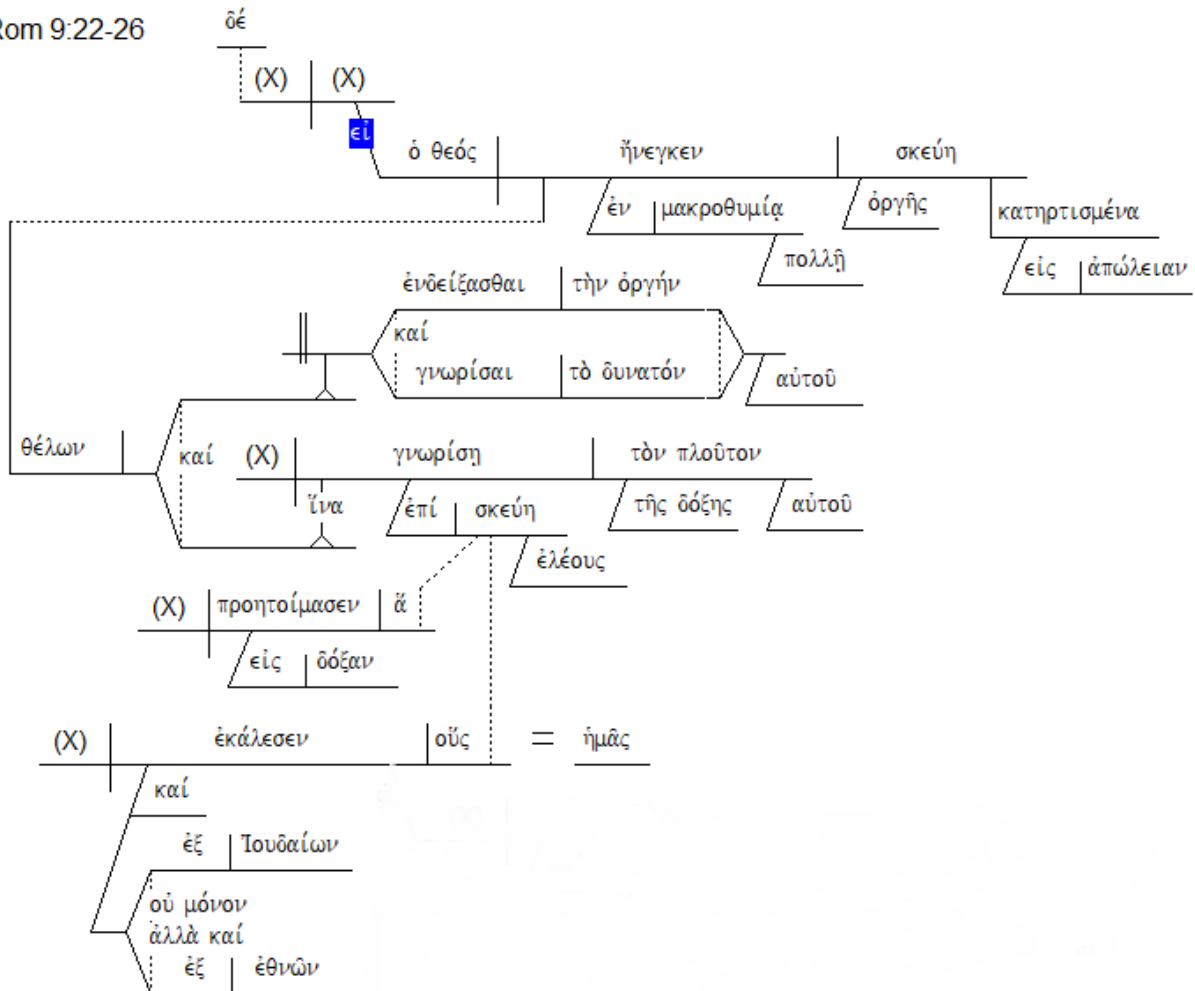 Rom 9:22-26
δέ
(X) (X)
εἰ
ὁ θεός ἤνεγκεν σκεύη
ἐν μακροθυμίᾳ ὀργῆς κατηρτισμένα
πολλῇ εἰς ἀπώλειαν
ἐνδείξασθαι τὴν ὀργήν
καί
γνωρίσαι τὸ δυνατόν αὐτοῦ
θέλων καί (X) γνωρίσῃ τὸν πλοῦτον
ἵνα ἐπί σκεύη τῆς δόξης αὐτοῦ
ἐλέους
(X) προητοίμασεν ἅ
εἰς δόξαν
(X) ἐκάλεσεν οὕς = ἡμᾶς
καί
ἐξ Ἰουδαίων
οὐ μόνον
ἀλλὰ καί
ἐξ ἐθνῶν